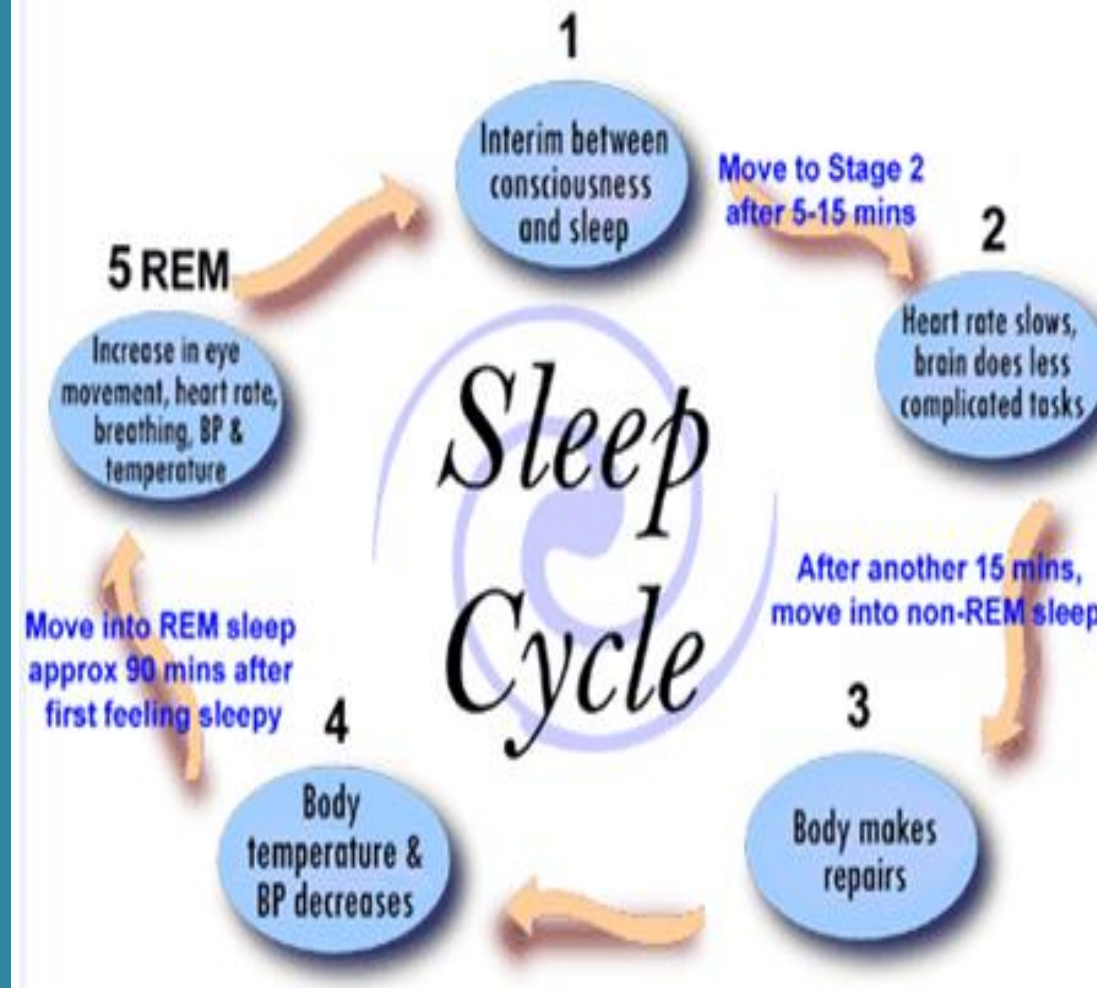 1
Interim between
consciousness
and sleep
Move to Stage 2
after 5-15 mins
2
Heart rate slows,
brain does less
complicated tasks
After another 15 mins,
move into non-REM sleep
3
Body makes
repairs
4
Body
temperature &
BP decreases
Move into REM sleep
approx 90 mins after
first feeling sleepy
5 REM
Increase in eye
movement, heart rate,
breathing, BP &
temperature
Sleep
Cycle